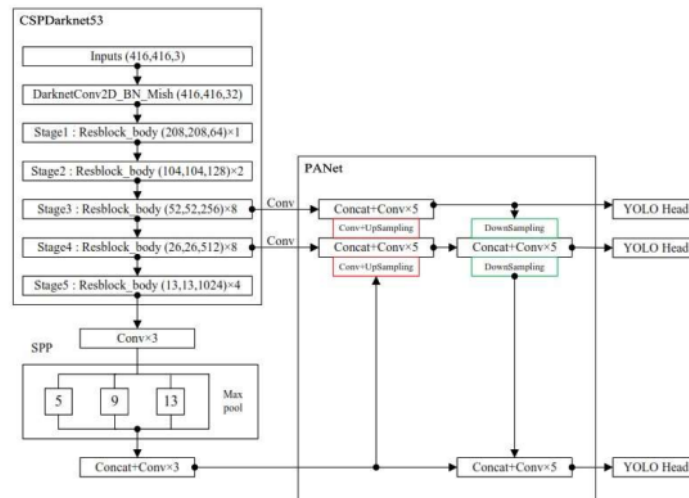 CSPDarknet53
Inputs (416,416,3)
DarknetConv2D_BN_Mish (416,416,32)
Stage1 : Resblock_body (208,208,64)×1
Stage2 : Resblock_body (104,104,128)×2
PANet
Stage3 : Resblock_body (52,52,256)×8
Conv
Concat+Conv×5
YOLO Head
Conv+UpSampling
DownSampling
Stage4 : Resblock_body (26,26,512)×8
Conv
Concat+Conv×5
Concat+Conv×5
YOLO Head
Conv+UpSampling
DownSampling
Stage5 : Resblock_body (13,13,1024)×4
Conv×3
SPP
5
9
13
Max
pool
Concat+Conv×3
Concat+Conv×5
YOLO Head